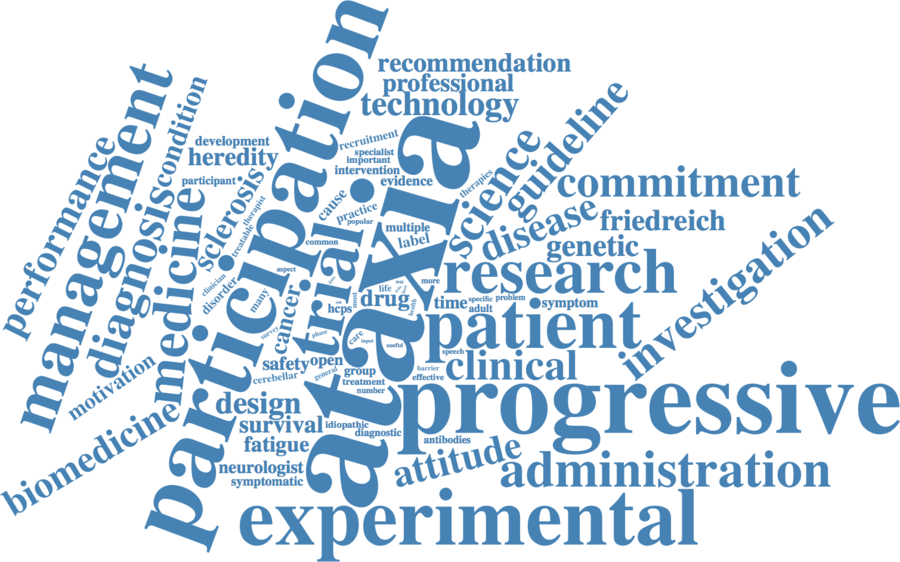 participation
recommendation
professional
technology
management
condition
performance
diagnosis
development
heredity
recruitment
specialist
important
intervention
evidence
participant
sclerosis
therapist
treatable
cause
practice
popular
multiple
label
therapies
science
guideline
commitment
disease
friedreich
genetic
medicine
clinician
disorder
many
aspect
common
trial
ataxia
research
more
life
drug
hcps
most
health
time
specific
problem
adult
symptom
investigation
cancer
survey
phase
care
useful
patient
speech
clinical
barrier
effective
safety
open
cerebellar
general
group
treatment
number
motivation
biomedicine
design
survival
fatigue
idiopathic
diagnostic
antibodies
progressive
neurologist
symptomatic
attitude
administration
experimental